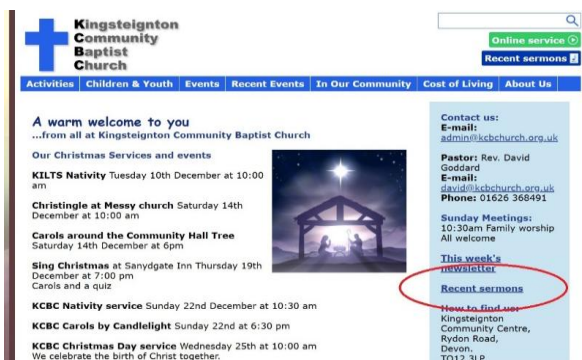 Kingsteignton
Community
Baptist
Church
Online service
Recent sermons
Activities Children & Youth Events Recent Events In Our Community Cost of Living About Us
A warm welcome to you
...from all at Kingsteignton Community Baptist Church
Our Christmas Services and events
KILTS Nativity Tuesday 10th December at 10:00
am
Christingle at Messy church Saturday 14th
December at 10:00 am
Carols around the Community Hall Tree
Saturday 14th December at 6pm
Sing Christmas at Sanydgate Inn Thursday 19th
December at 7:00 pm
Carols and a quiz
KCBC Nativity service Sunday 22nd December at 10:30 am
KCBC Carols by Candlelight Sunday 22nd at 6:30 pm
KCBC Christmas Day service Wednesday 25th at 10:00 am
We celebrate the birth of Christ together.
Contact us:
E-mail:
admin@kcbchurch.org.uk
Pastor: Rev. David
Goddard
E-mail:
david@kcbchurch.org.uk
Phone: 01626 368491
Sunday Meetings:
10:30am Family worship
All welcome
This week's
newsletter
Recent sermons
How to find us:
Kingsteignton
Community Centre,
Rydon Road,
Devon.
TQ12 3LP